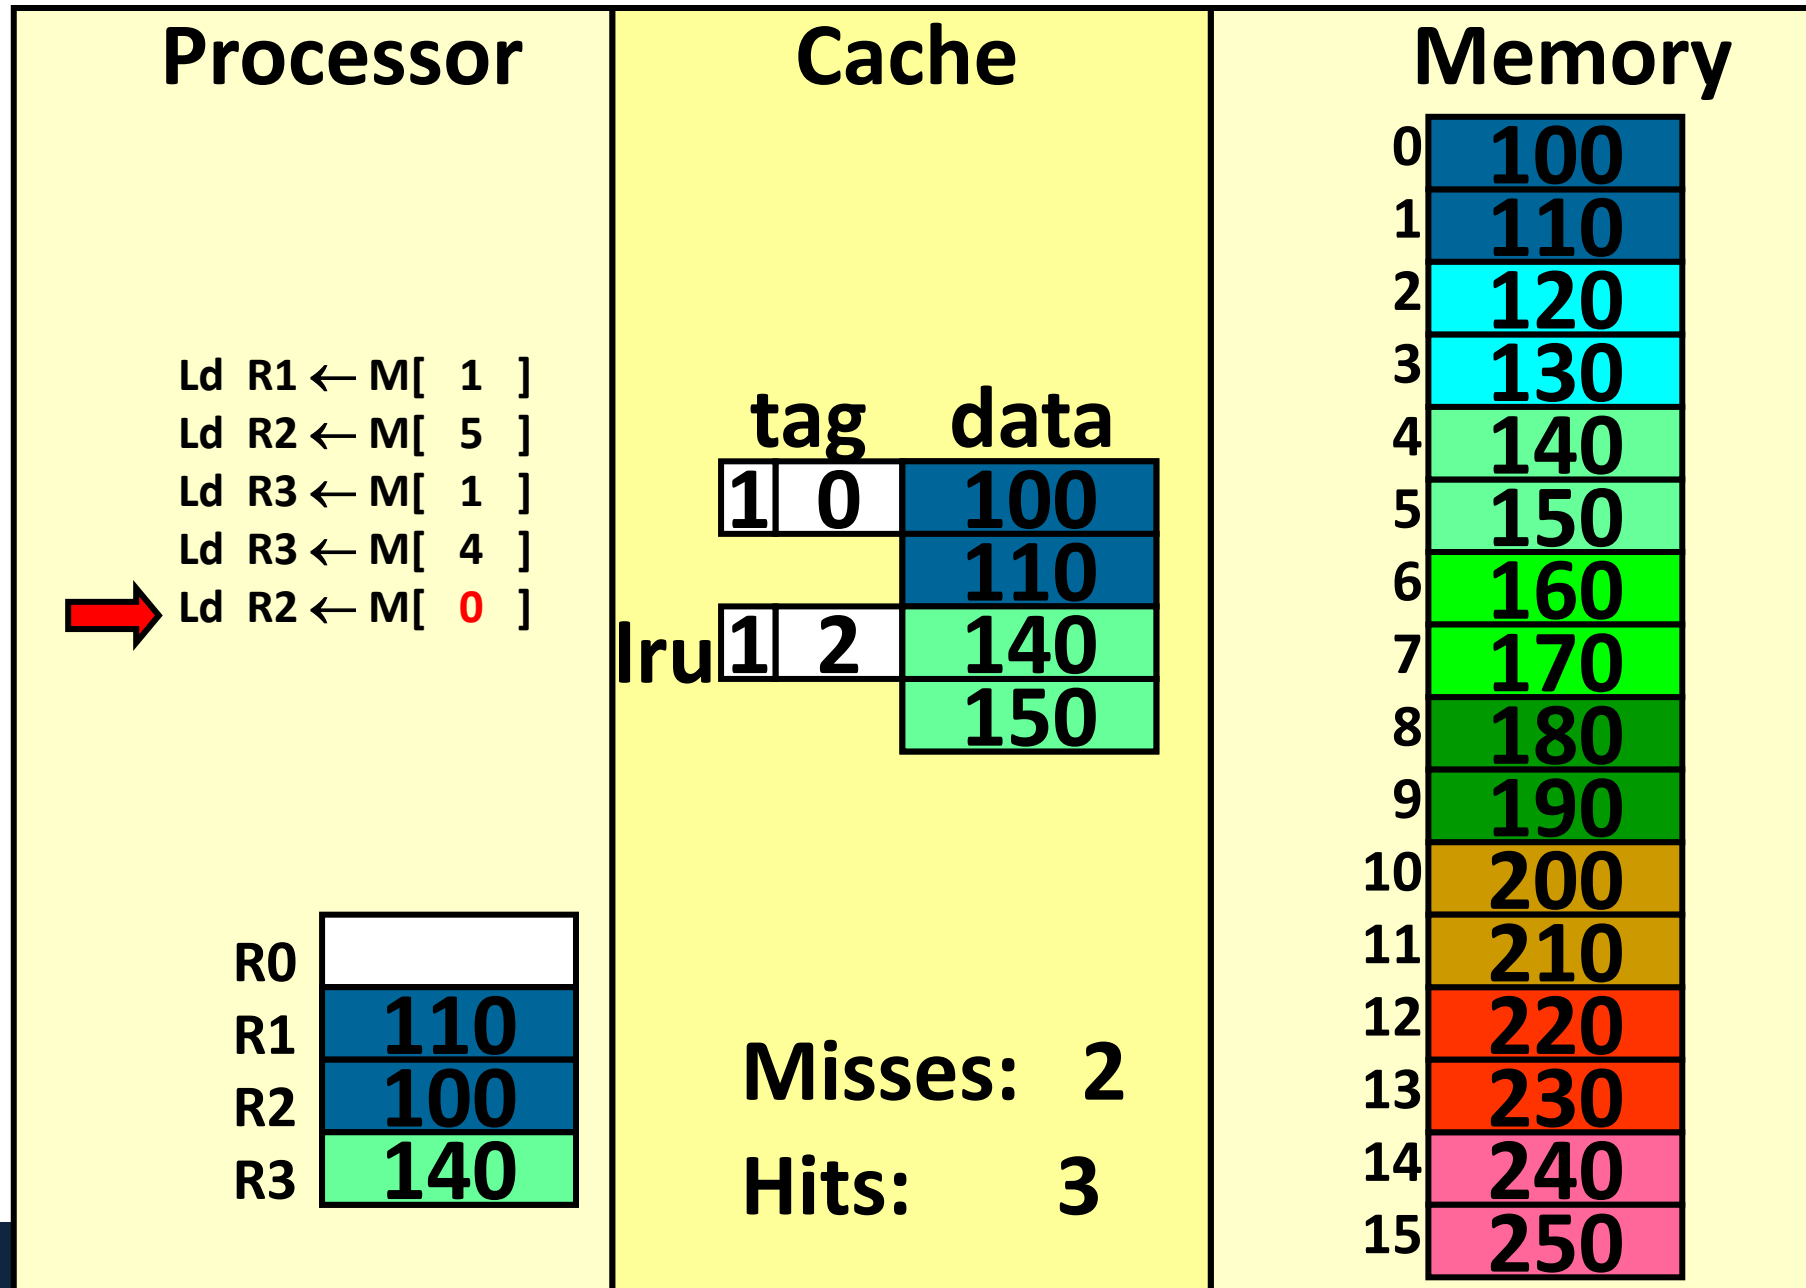 Processor
Cache
Memory
Ld R1 ← M[ 1 ]
Ld R2 ← M[ 5 ]
Ld R3 ← M[ 1 ]
Ld R3 ← M[ 4 ]
Ld R2 ← M[ 0 ]
R0
R1 110
R2 100
R3 140
tag data
1 0 100
110
lru 1 2 140
150
Misses: 2
Hits: 3
0 100
1 110
2 120
3 130
4 140
5 150
6 160
7 170
8 180
9 190
10 200
11 210
12 220
13 230
14 240
15 250